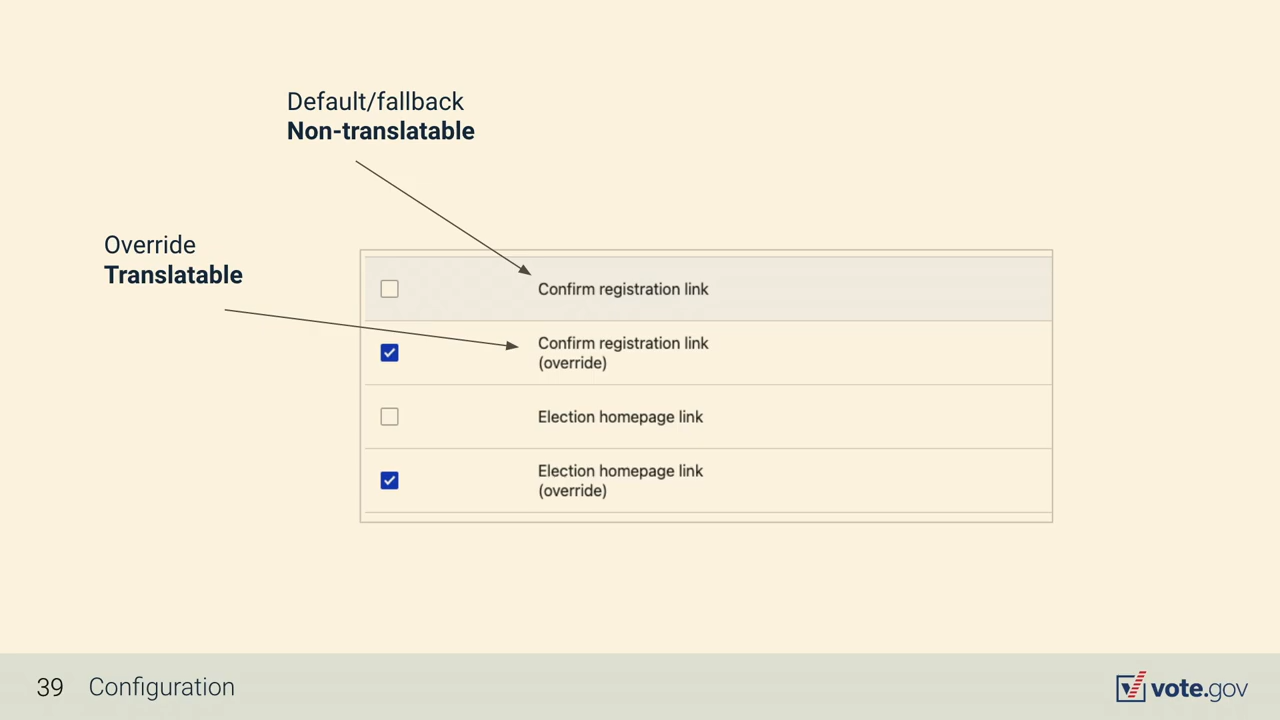 Default/fallback
Non-translatable
Override
Translatable
Confirm registration link
Confirm registration link
(override)
Election homepage link
Election homepage link
(override)
39 Configuration
vote.gov